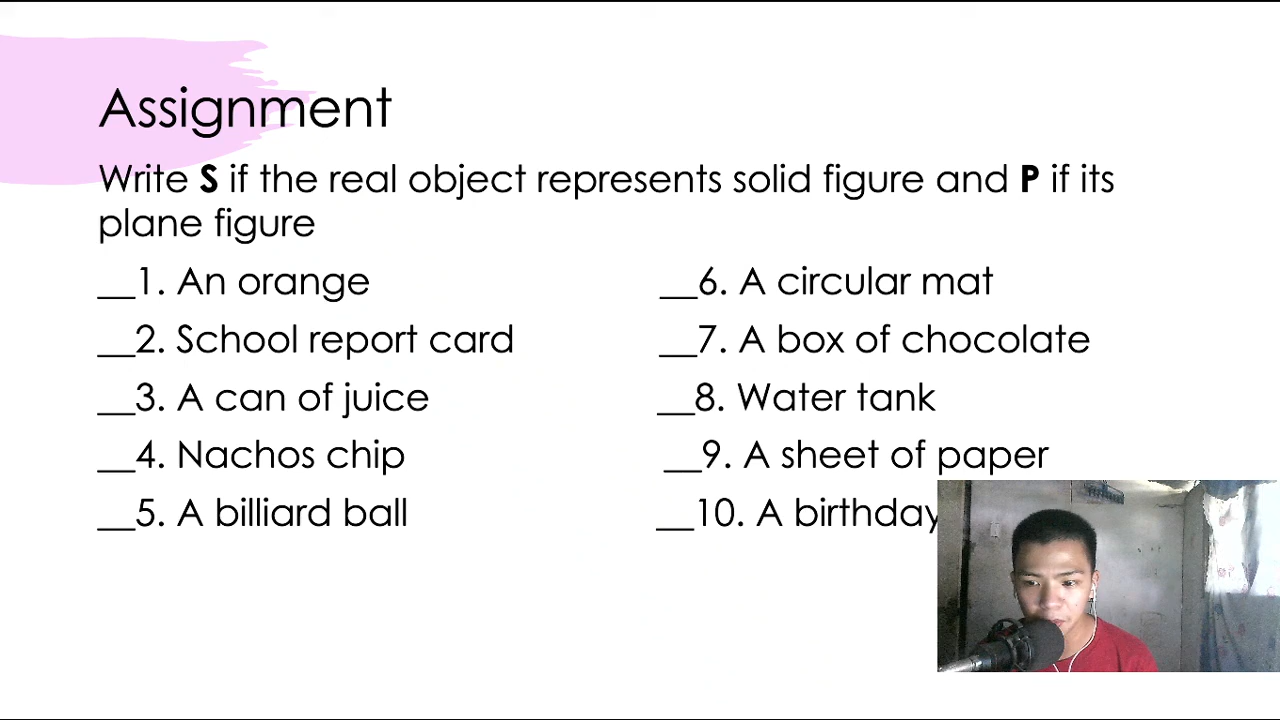 Assignment
Write S if the real object represents solid figure and P if its
plane figure
__1. An orange
__2. School report card
__3. A can of juice
__4. Nachos chip
__5. A billiard ball
__6. A circular mat
__7. A box of chocolate
__8. Water tank
__9. A sheet of paper
__10. A birthday